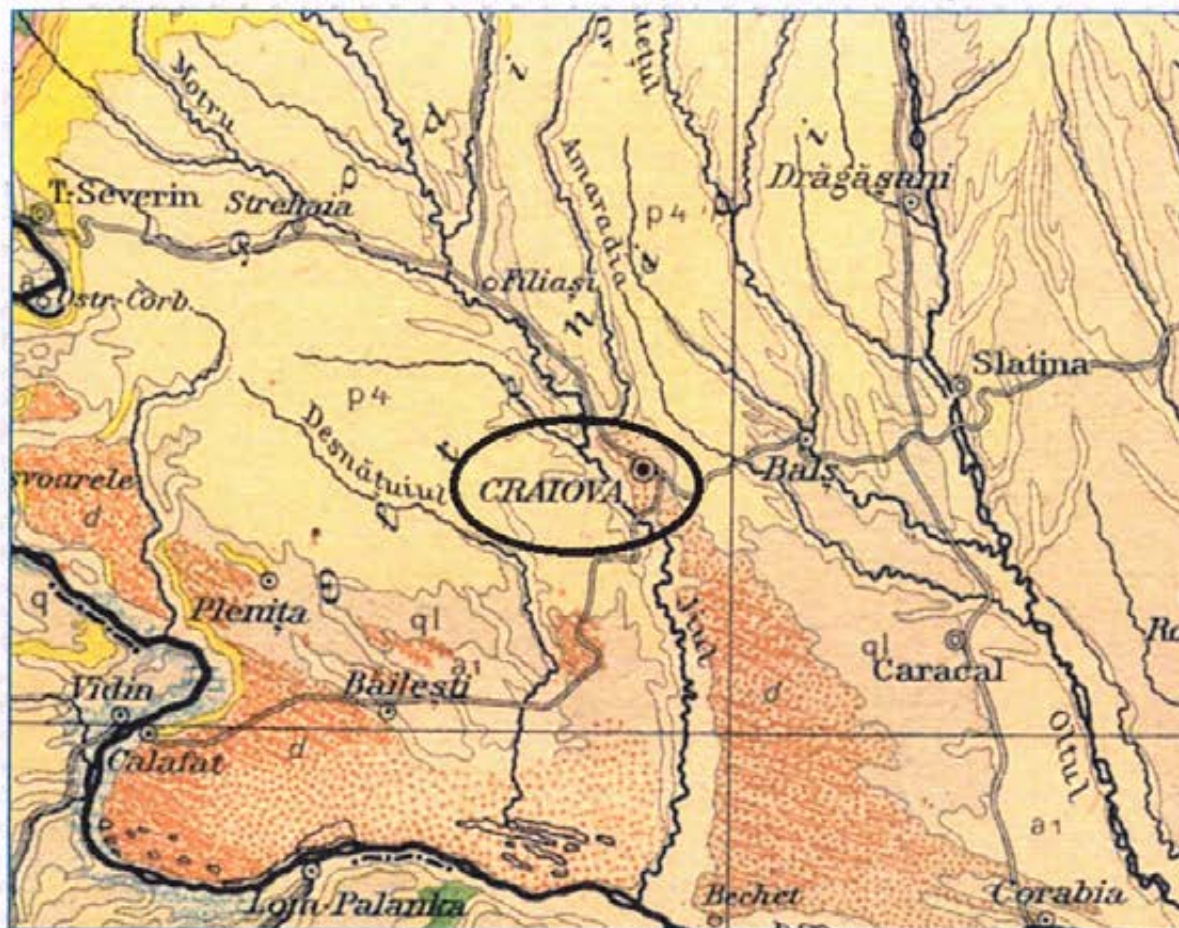 Motru
Amaradia
Drăgășani
T. Severin
Strehaia
p4
Filiași
Ostr. Corb.
Slatina
p4
Desnățuiul
CRAIOVA
Balș
d
q
Plenița
Jiul
ql
ql
a1
Caracal
Vidin
Băilești
d
d
Calafat
Oltul
a1
Lom-Palanka
Bechet
Corabia